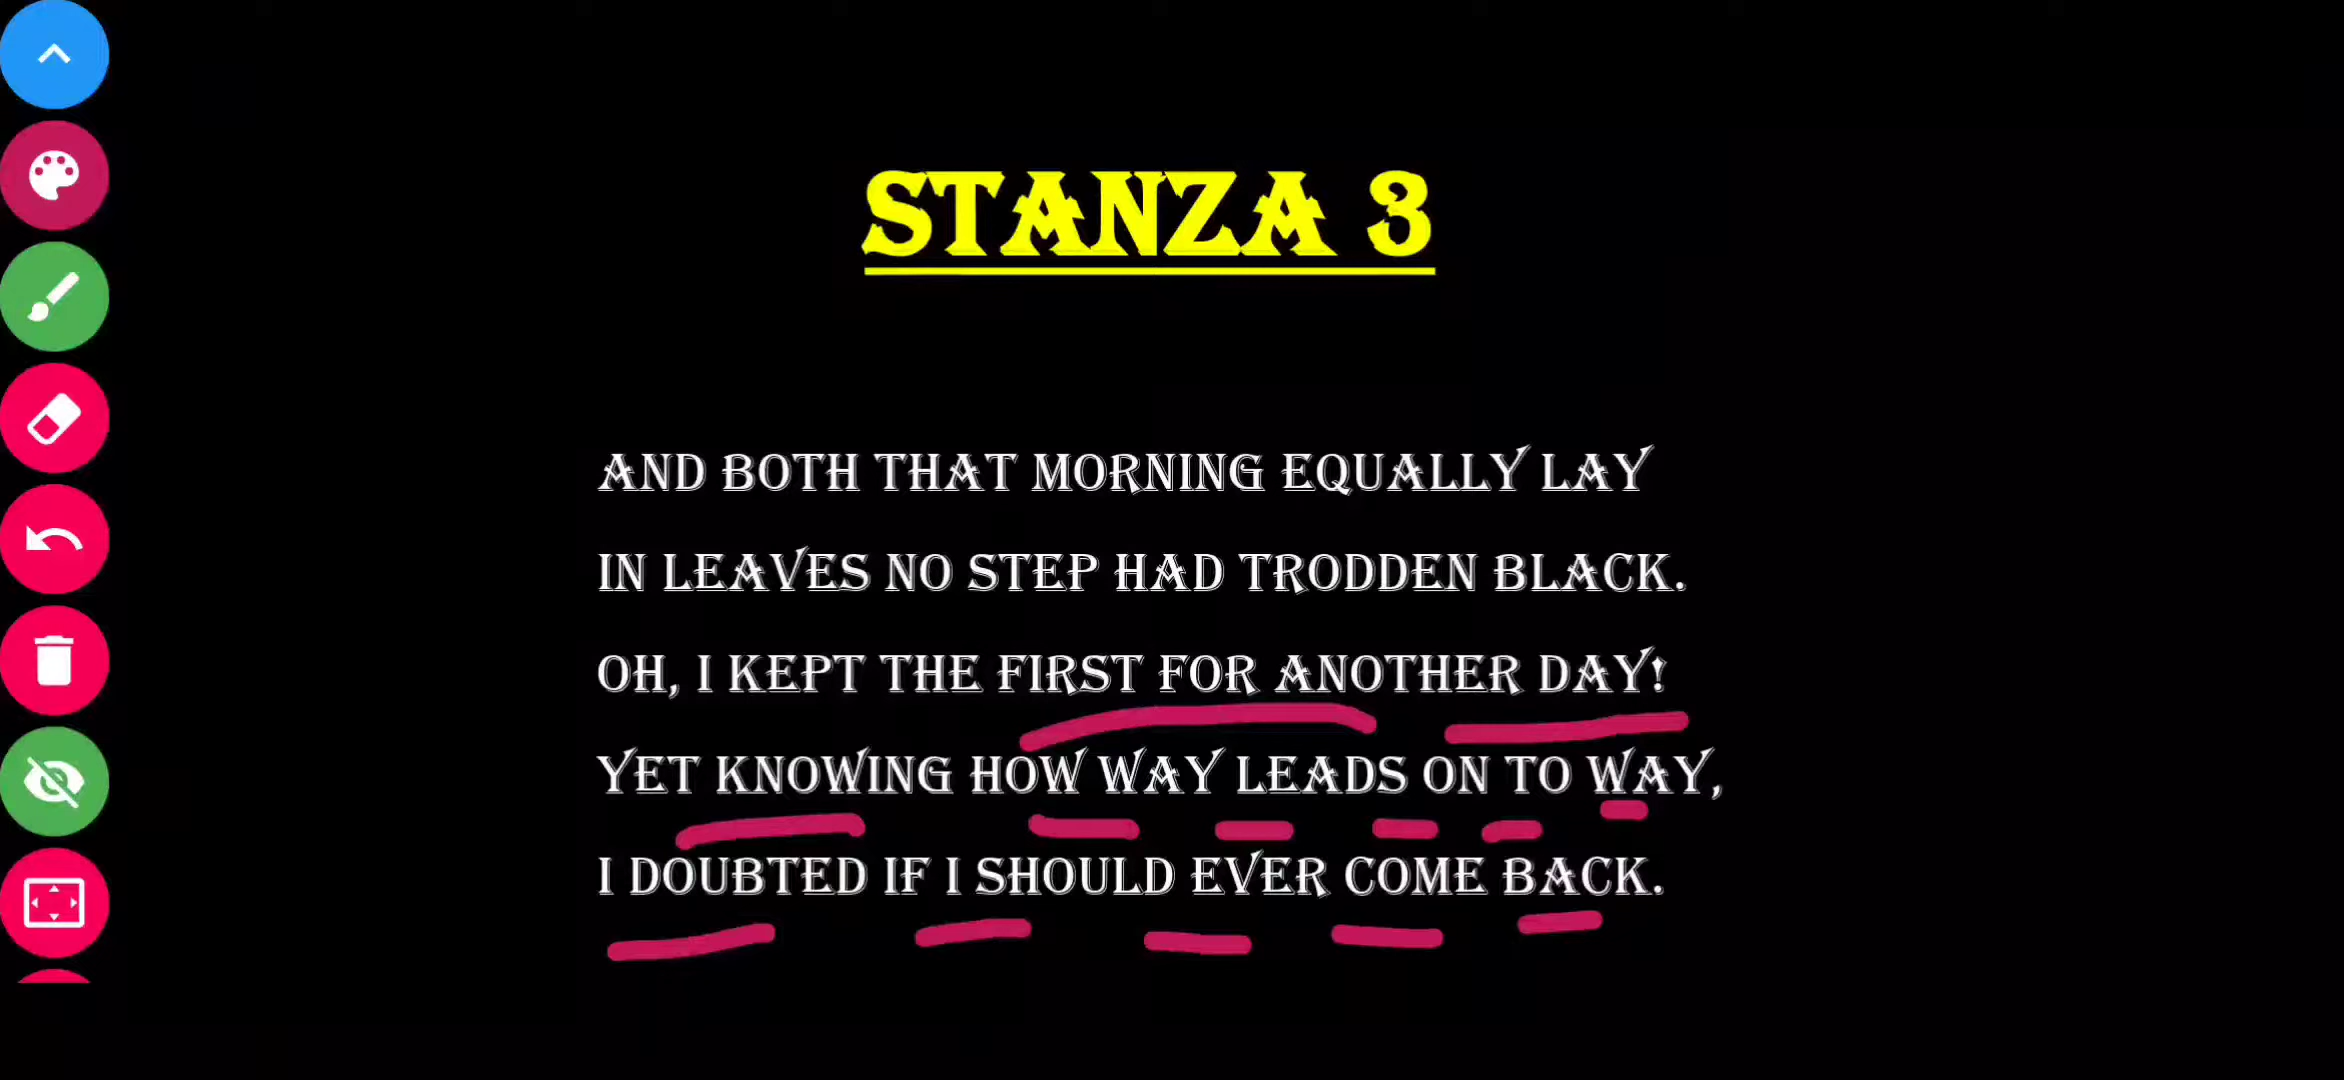 STANZA 3
AND BOTH THAT MORNING EQUALLY LAY
IN LEAVES NO STEP HAD TRODDEN BLACK.
OH, I KEPT THE FIRST FOR ANOTHER DAY!
YET KNOWING HOW WAY LEADS ON TO WAY,
I DOUBTED IF I SHOULD EVER COME BACK.